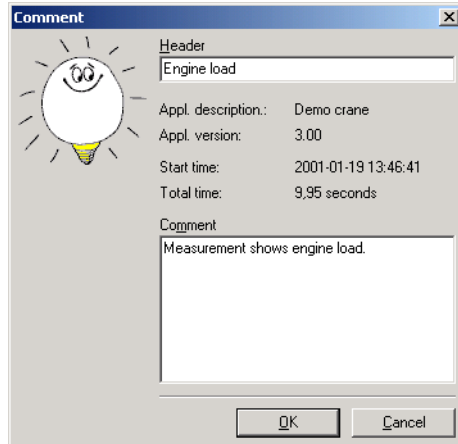 Comment
Header
Engine load
Appl. description.: Demo crane
Appl. version: 3.00
Start time: 2001-01-19 13:46:41
Total time: 9,95 seconds
Comment
Measurement shows engine load.
OK Cancel